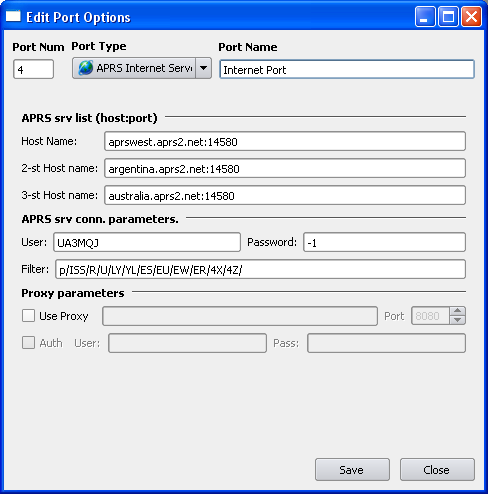 Edit Port Options
Port Num Port Type Port Name
4 APRS Internet Serv Internet Port
APRS srv list (host:port)
Host Name: aprswest.aprs2.net:14580
2-st Host name: argentina.aprs2.net:14580
3-st Host name: australia.aprs2.net:14580
APRS srv conn. parameters.
User: UA3MQJ Password: -1
Filter: p/ISS/R/U/LY/YL/ES/EU/EW/ER/4X/4Z/
Proxy parameters
Use Proxy Port 8080
Auth User: Pass:
Save Close